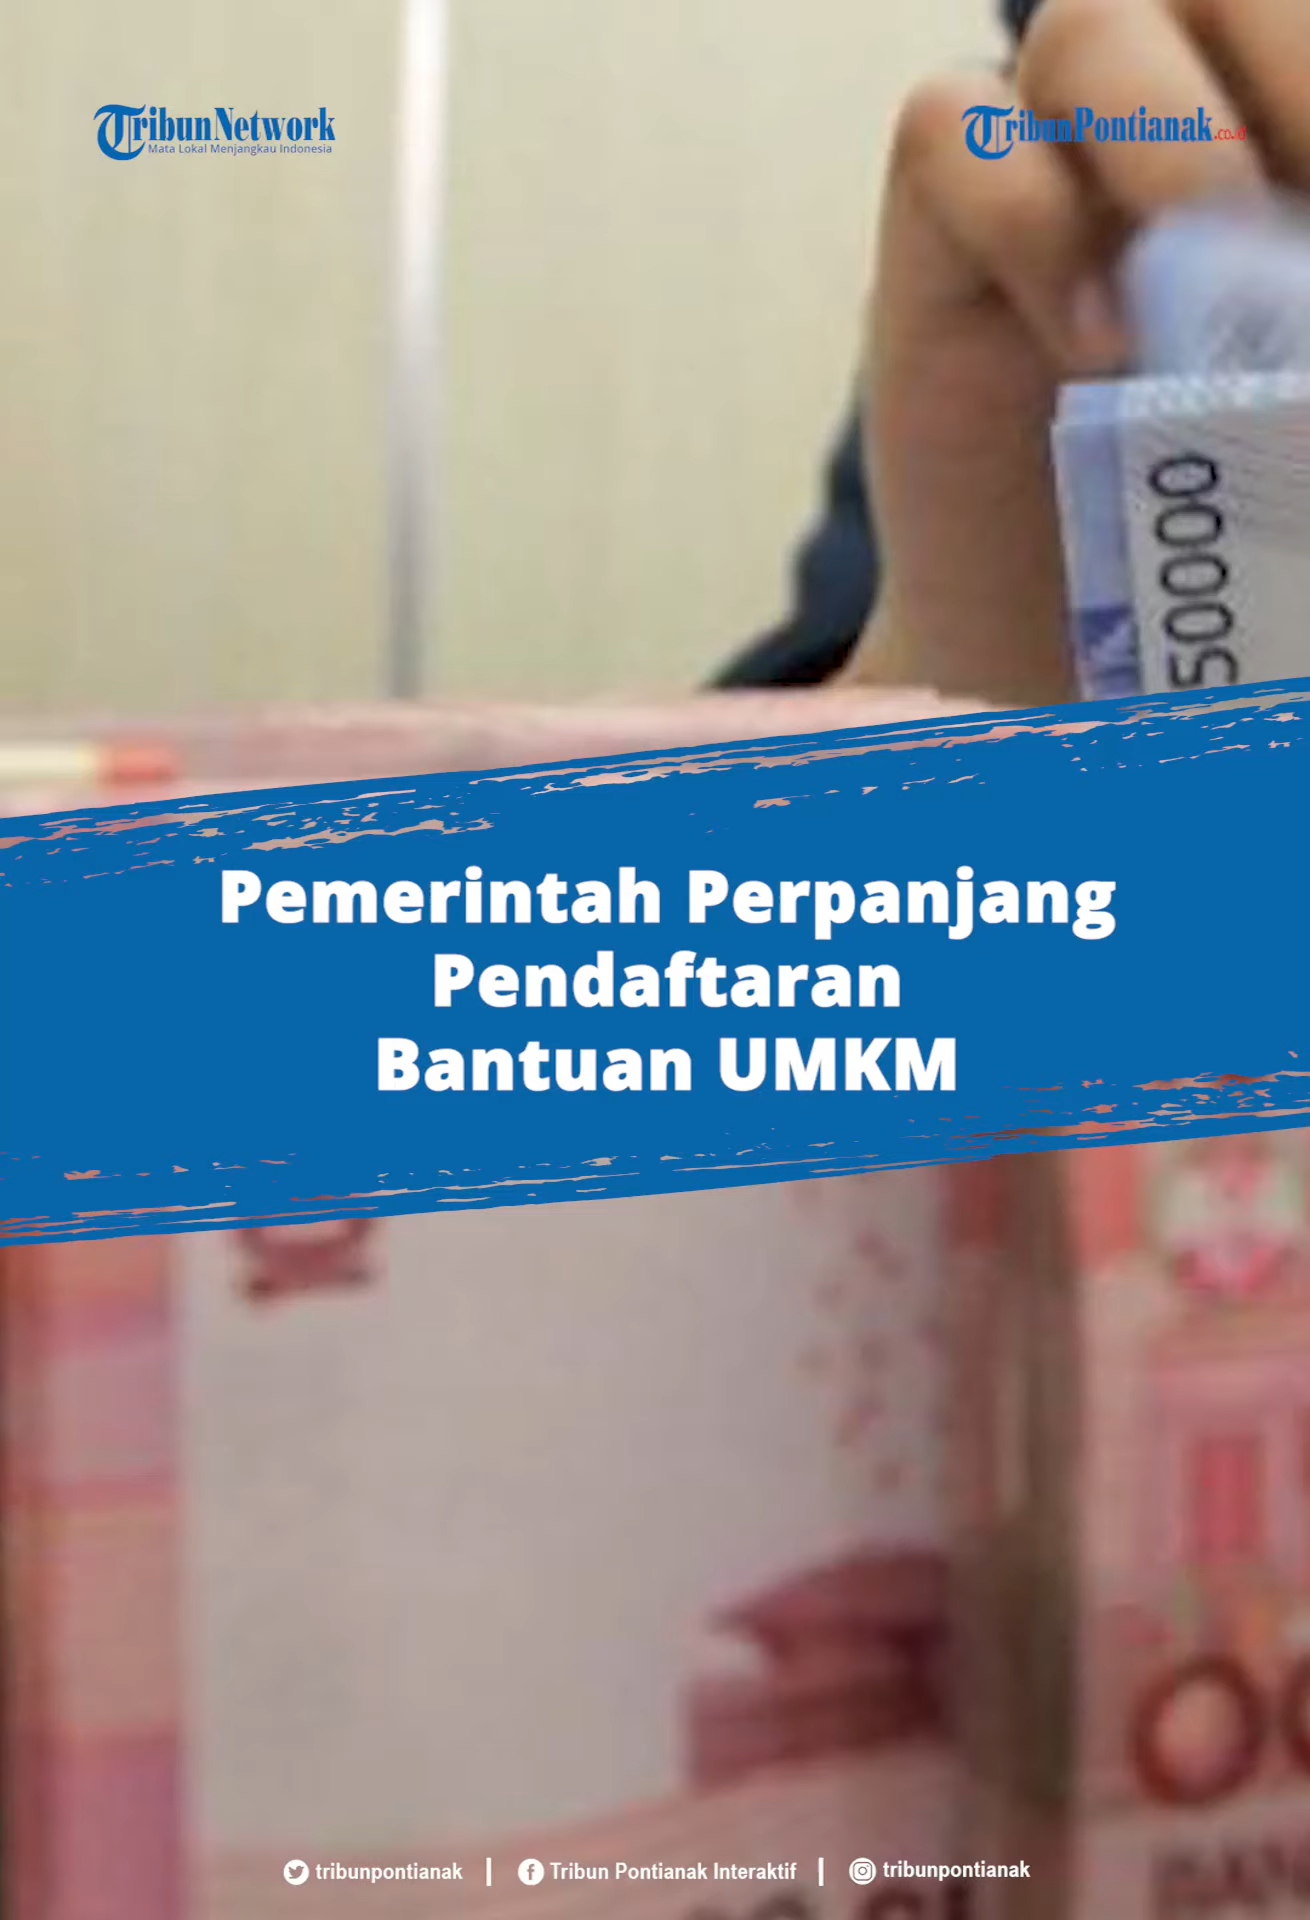 TribunNetwork
Mata Lokal Menjangkau Indonesia
TribunPontianak.co.id
50000
Pemerintah Perpanjang
Pendaftaran
Bantuan UMKM
tribunpontianak | Tribun Pontianak Interaktif | tribunpontianak